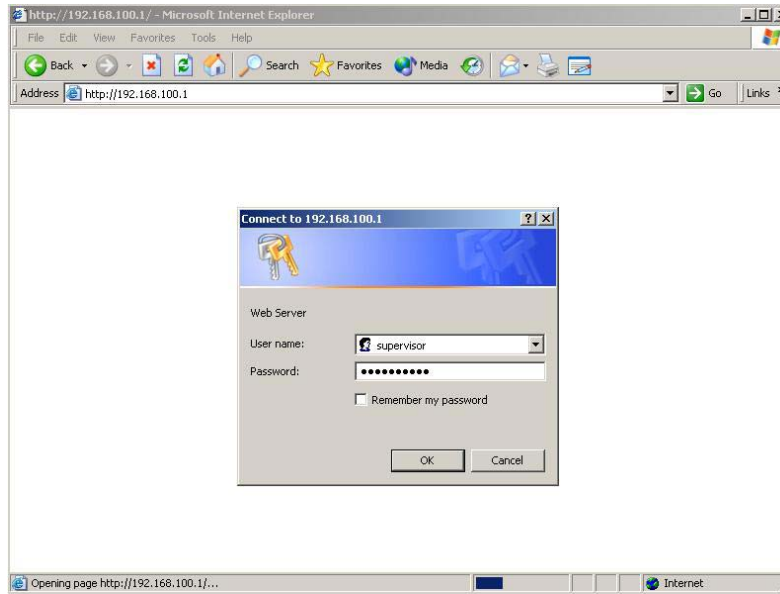 http://192.168.100.1/ - Microsoft Internet Explorer
File Edit View Favorites Tools Help
Back Search Favorites Media
Address http://192.168.100.1 Go Links
Connect to 192.168.100.1
Web Server
User name: supervisor
Password: ••••••••••
Remember my password
OK Cancel
Opening page http://192.168.100.1/... Internet